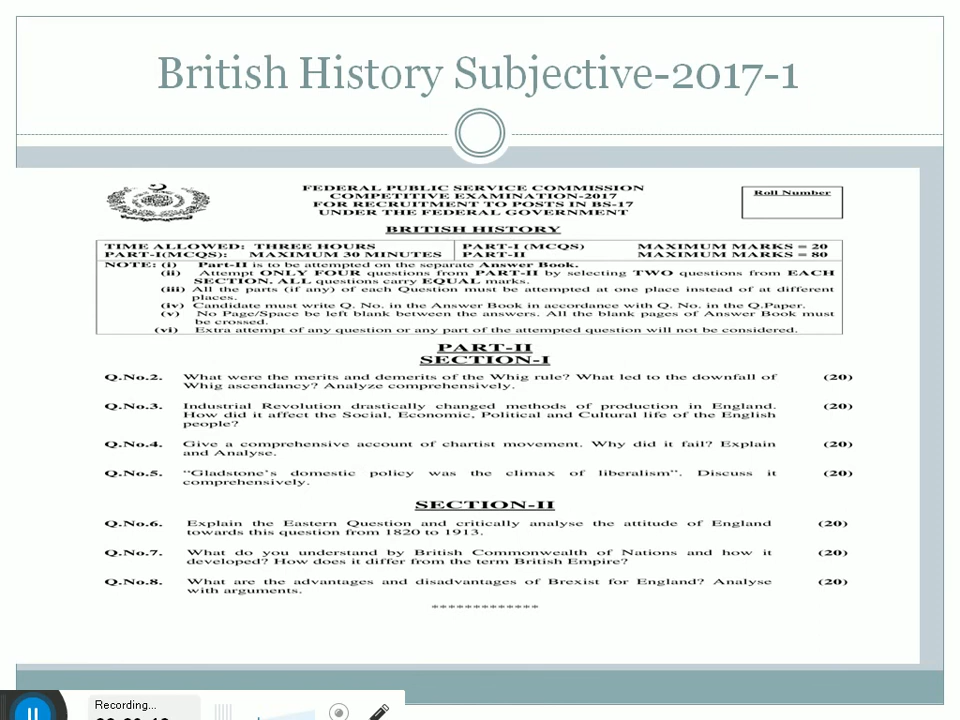 British History Subjective-2017-1
FEDERAL PUBLIC SERVICE COMMISSION
COMPETITIVE EXAMINATION-2017
FOR RECRUITMENT TO POSTS IN BS-17
UNDER THE FEDERAL GOVERNMENT
Roll Number
BRITISH HISTORY
TIME ALLOWED: THREE HOURS PART-I (MCQS) MAXIMUM MARKS = 20
PART-I(MCQS): MAXIMUM 30 MINUTES PART-II MAXIMUM MARKS = 80
NOTE: (i) Part-II is to be attempted on the separate Answer Book.
(ii) Attempt ONLY FOUR questions from PART-II by selecting TWO questions from EACH
SECTION. ALL questions carry EQUAL marks.
(iii) All the parts (if any) of each Question must be attempted at one place instead of at different
places.
(iv) Candidate must write Q. No. in the Answer Book in accordance with Q. No. in the Q.Paper.
(v) No Page/Space be left blank between the answers. All the blank pages of Answer Book must
be crossed.
(vi) Extra attempt of any question or any part of the attempted question will not be considered.
PART-II
SECTION-I
Q.No.2. What were the merits and demerits of the Whig rule? What led to the downfall of (20)
Whig ascendancy? Analyze comprehensively.
Q.No.3. Industrial Revolution drastically changed methods of production in England. (20)
How did it affect the Social, Economic, Political and Cultural life of the English
people?
Q.No.4. Give a comprehensive account of chartist movement. Why did it fail? Explain (20)
and Analyse.
Q.No.5. “Gladstone’s domestic policy was the climax of liberalism”. Discuss it (20)
comprehensively.
SECTION-II
Q.No.6. Explain the Eastern Question and critically analyse the attitude of England (20)
towards this question from 1820 to 1913.
Q.No.7. What do you understand by British Commonwealth of Nations and how it (20)
developed? How does it differ from the term British Empire?
Q.No.8. What are the advantages and disadvantages of Brexist for England? Analyse (20)
with arguments.
*************
Recording...